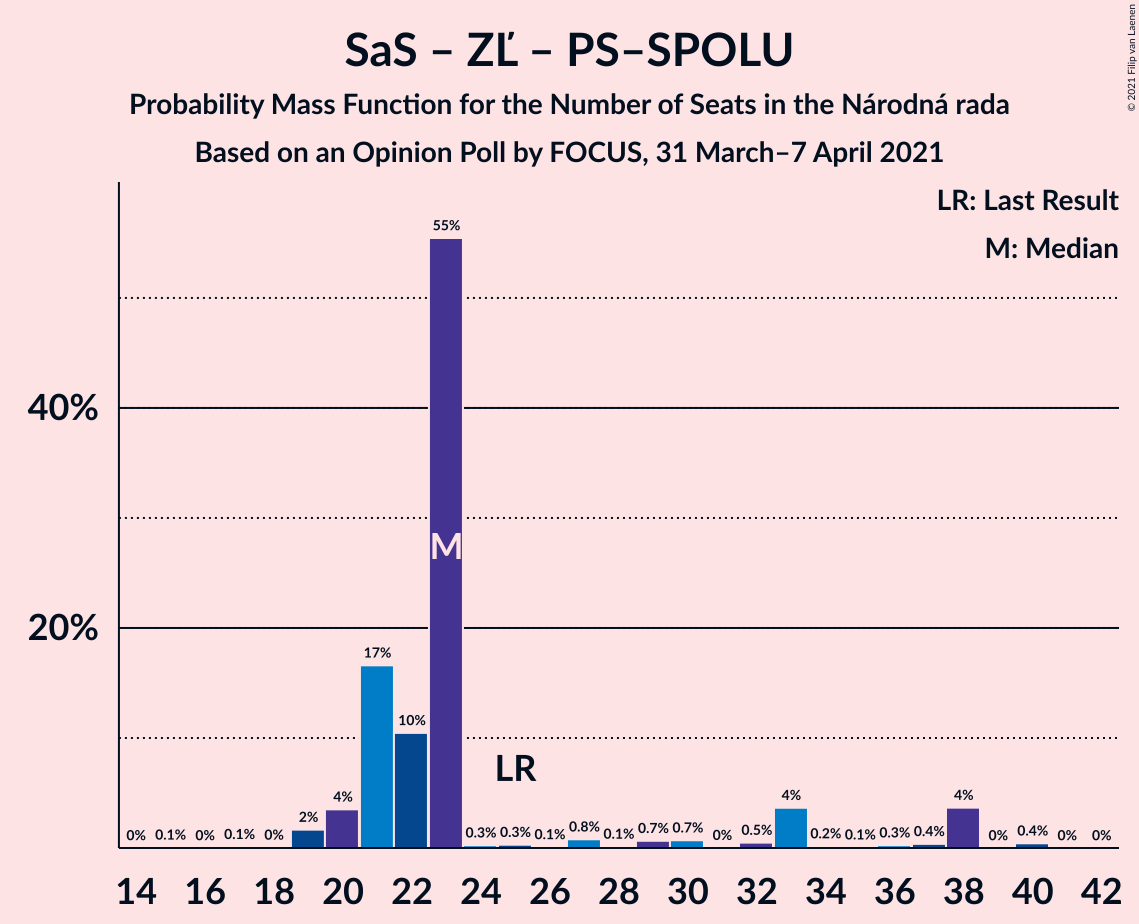 SaS – ZĽ – PS–SPOLU
Probability Mass Function for the Number of Seats in the Národná rada
Based on an Opinion Poll by FOCUS, 31 March–7 April 2021
© 2021 Filip van Laenen
LR: Last Result
M: Median
40%
20%
0% 0.1% 0% 0.1% 0% 2% 4% 17% 10% 55% 0.3% 0.3% 0.1% 0.8% 0.1% 0.7% 0.7% 0% 0.5% 4% 0.2% 0.1% 0.3% 0.4% 4% 0% 0.4% 0% 0%
M
LR
14 16 18 20 22 24 26 28 30 32 34 36 38 40 42